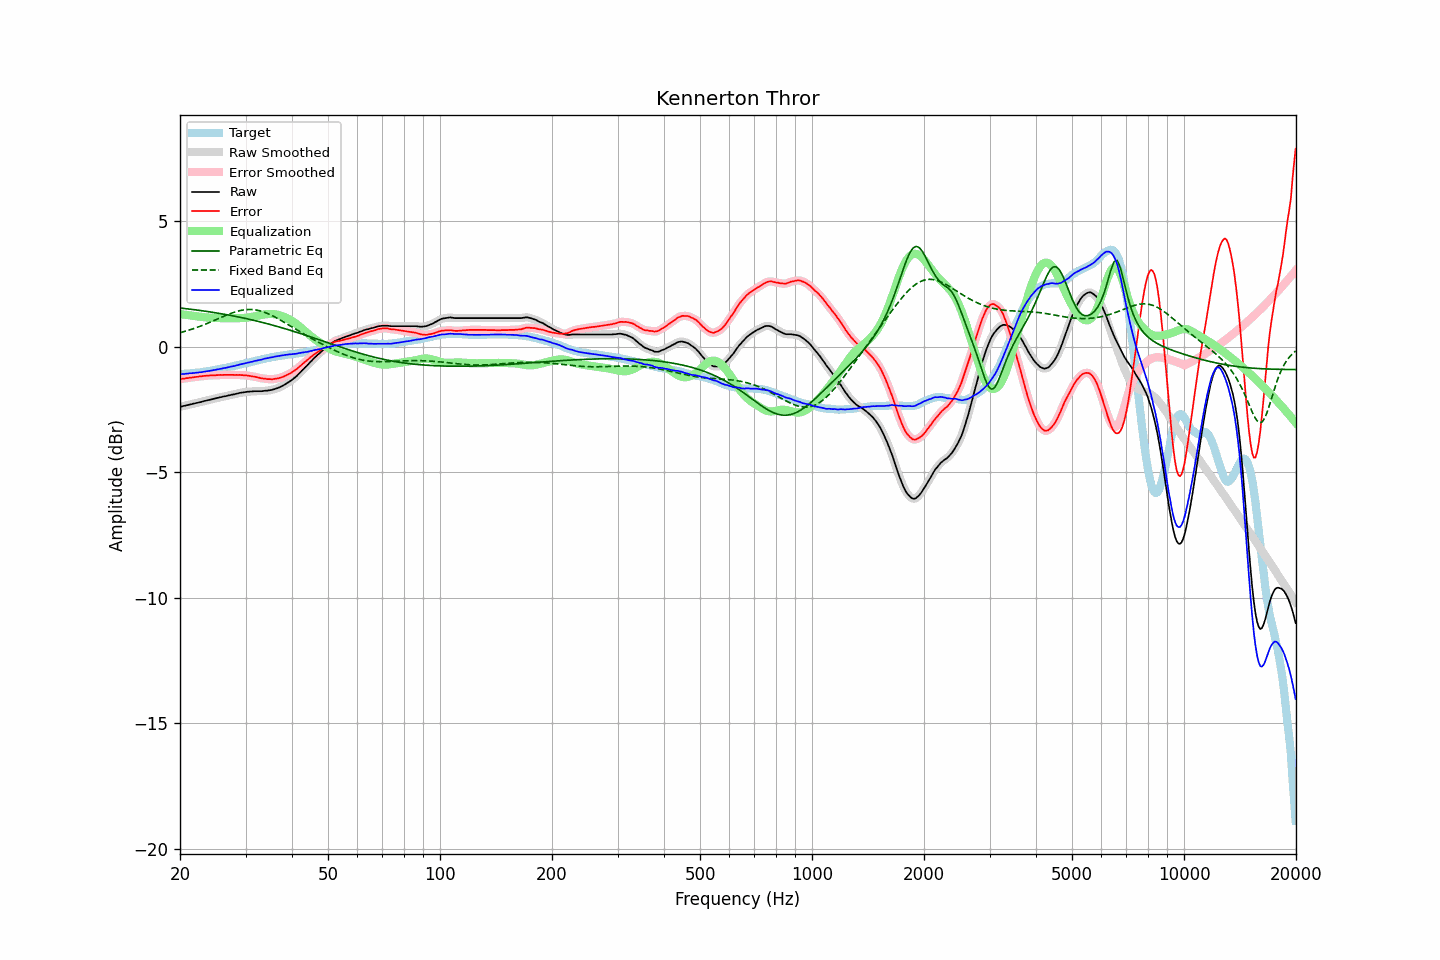 Kennerton Thror
Target
Raw Smoothed
Error Smoothed
Raw
Error
Equalization
Parametric Eq
Fixed Band Eq
Equalized
Amplitude (dBr)
5
0
−5
−10
−15
−20
20 50 100 200 500 1000 2000 5000 10000 20000
Frequency (Hz)